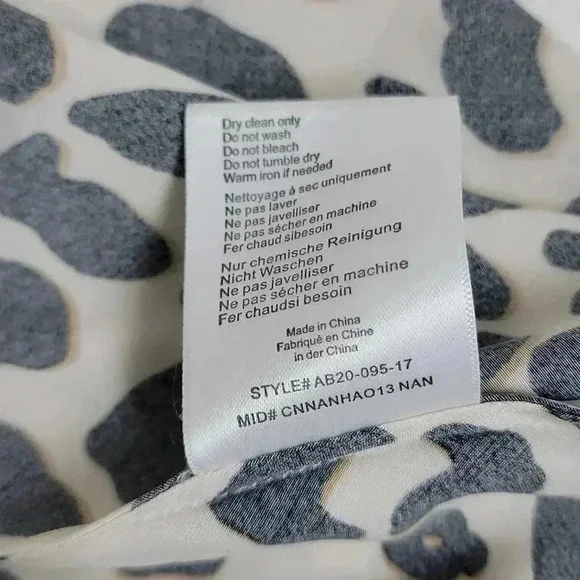 Dry clean only
Do not wash
Do not bleach
Do not tumble dry
Warm iron if needed
Nettoyage à sec uniquement
Ne pas laver
Ne pas javelliser
Ne pas sécher en machine
Fer chaud sibesoin
Nur chemische Reinigung
Nicht Waschen
Ne pas javelliser
Ne pas sécher en machine
Fer chaudsi besoin
Made in China
Fabriqué en Chine
in der China
STYLE# AB20-095-17
MID# CNNANHAO13 NAN